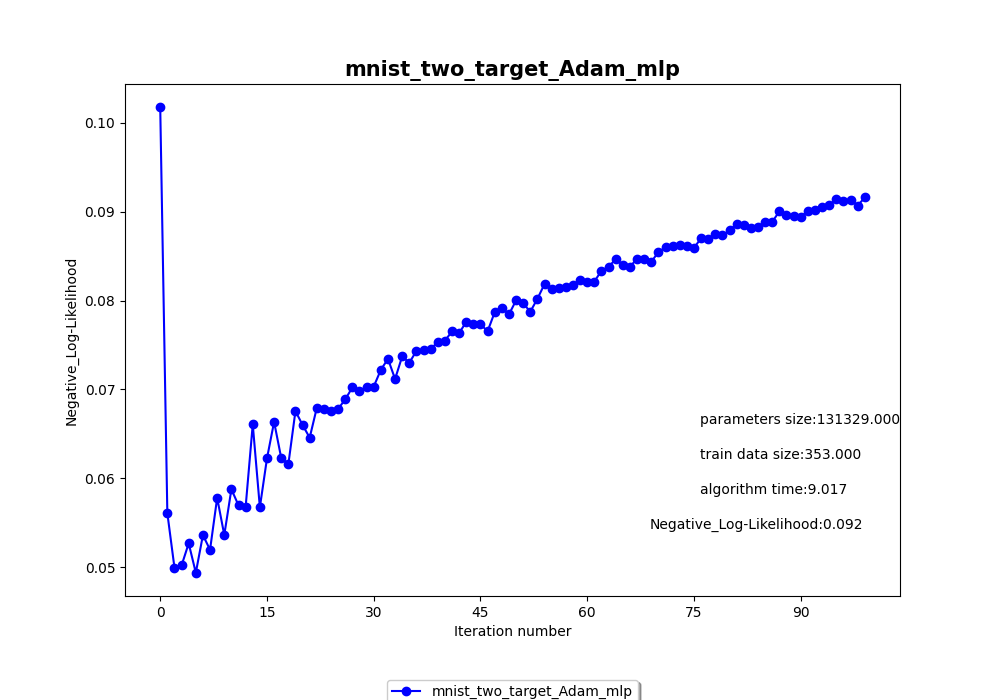 mnist_two_target_Adam_mlp
Negative_Log-Likelihood
0.10
0.09
0.08
0.07
0.06
0.05
parameters size:131329.000
train data size:353.000
algorithm time:9.017
Negative_Log-Likelihood:0.092
0 15 30 45 60 75 90
Iteration number
mnist_two_target_Adam_mlp